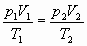 p₁V₁/T₁ = p₂V₂/T₂